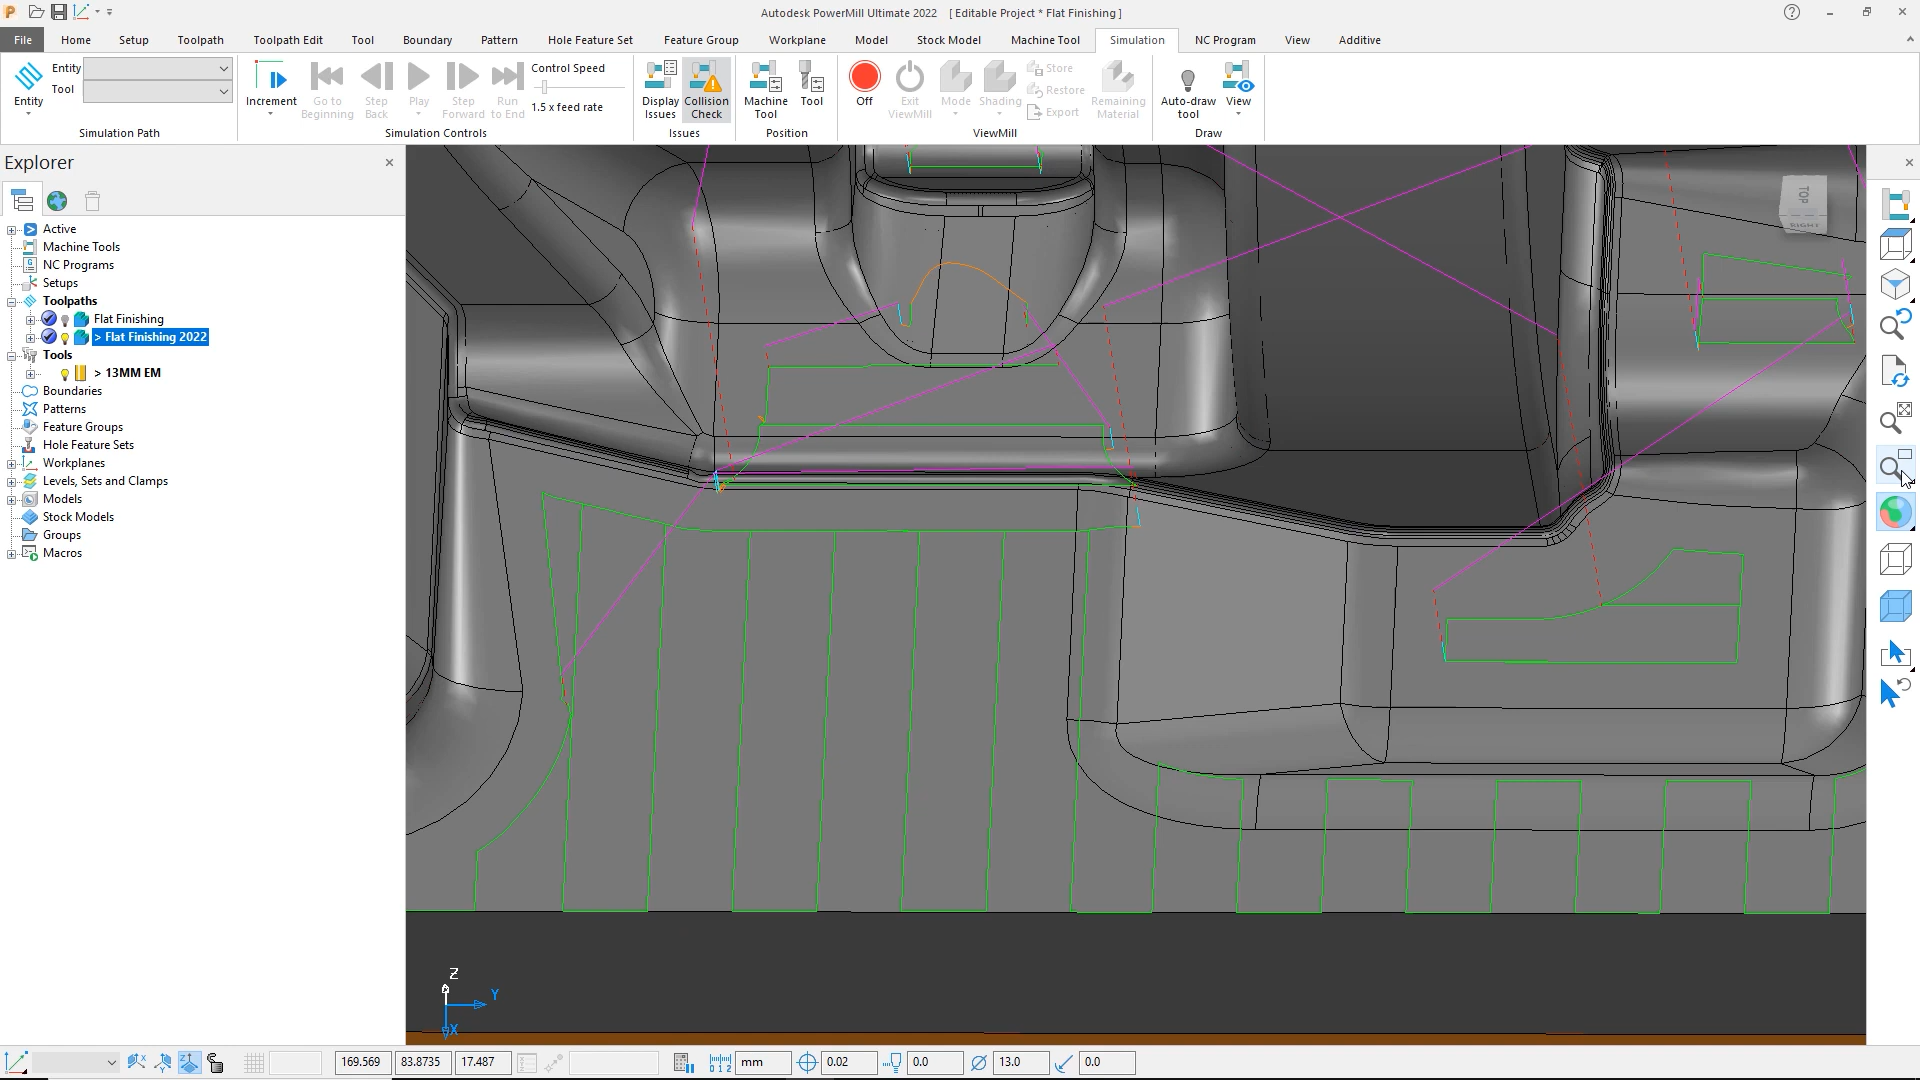 Autodesk PowerMill Ultimate 2022 [ Editable Project * Flat Finishing ]
File Home Setup Toolpath Toolpath Edit Tool Boundary Pattern Hole Feature Set Feature Group Workplane Model Stock Model Machine Tool Simulation NC Program View Additive
Entity
Tool
Entity
Simulation Path
Increment
Go to Beginning
Step Back
Play
Step Forward
Run to End
Control Speed
1.5 x feed rate
Simulation Controls
Display Issues
Collision Check
Issues
Machine Tool
Tool
Position
Off
Exit ViewMill
Mode
Shading
Store
Restore
Export
Remaining Material
ViewMill
Auto-draw tool
View
Draw
Explorer
Active
Machine Tools
NC Programs
Setups
Toolpaths
Flat Finishing
> Flat Finishing 2022
Tools
> 13MM EM
Boundaries
Patterns
Feature Groups
Hole Feature Sets
Workplanes
Levels, Sets and Clamps
Models
Stock Models
Groups
Macros
TOP
RIGHT
Z
Y
X
169.569 83.8735 17.487 mm 0.02 0.0 13.0 0.0